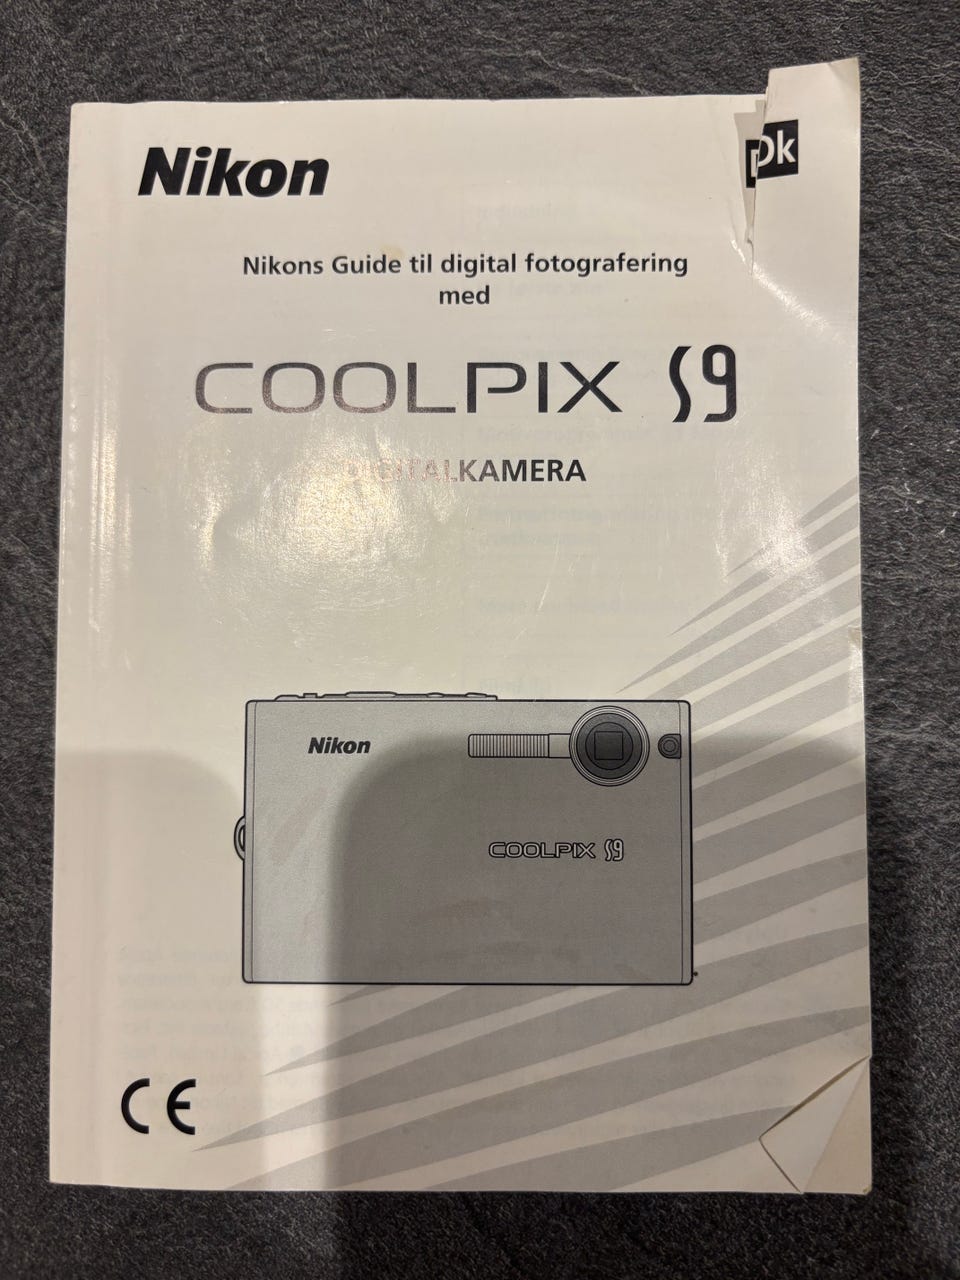 Nikon
Dk
Nikons Guide til digital fotografering
med
COOLPIX S9
DIGITALKAMERA
Nikon
COOLPIX S9
CE